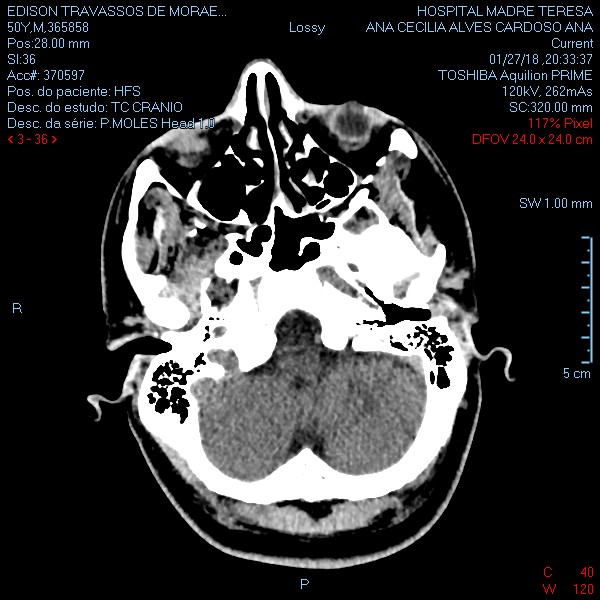 EDISON TRAVASSOS DE MORAE...
50Y,M,365858
Pos:28.00 mm
SI:36
Acc#: 370597
Pos. do paciente: HFS
Desc. do estudo: TC CRANIO
Desc. da série: P.MOLES Head 1.0
< 3 - 36 >
Lossy
HOSPITAL MADRE TERESA
ANA CECILIA ALVES CARDOSO ANA
Current
01/27/18 ,20:33:37
TOSHIBA Aquilion PRIME
120kV, 262mAs
SC:320.00 mm
117% Pixel
DFOV 24.0 x 24.0 cm
SW 1.00 mm
R
5 cm
P
C 40
W 120